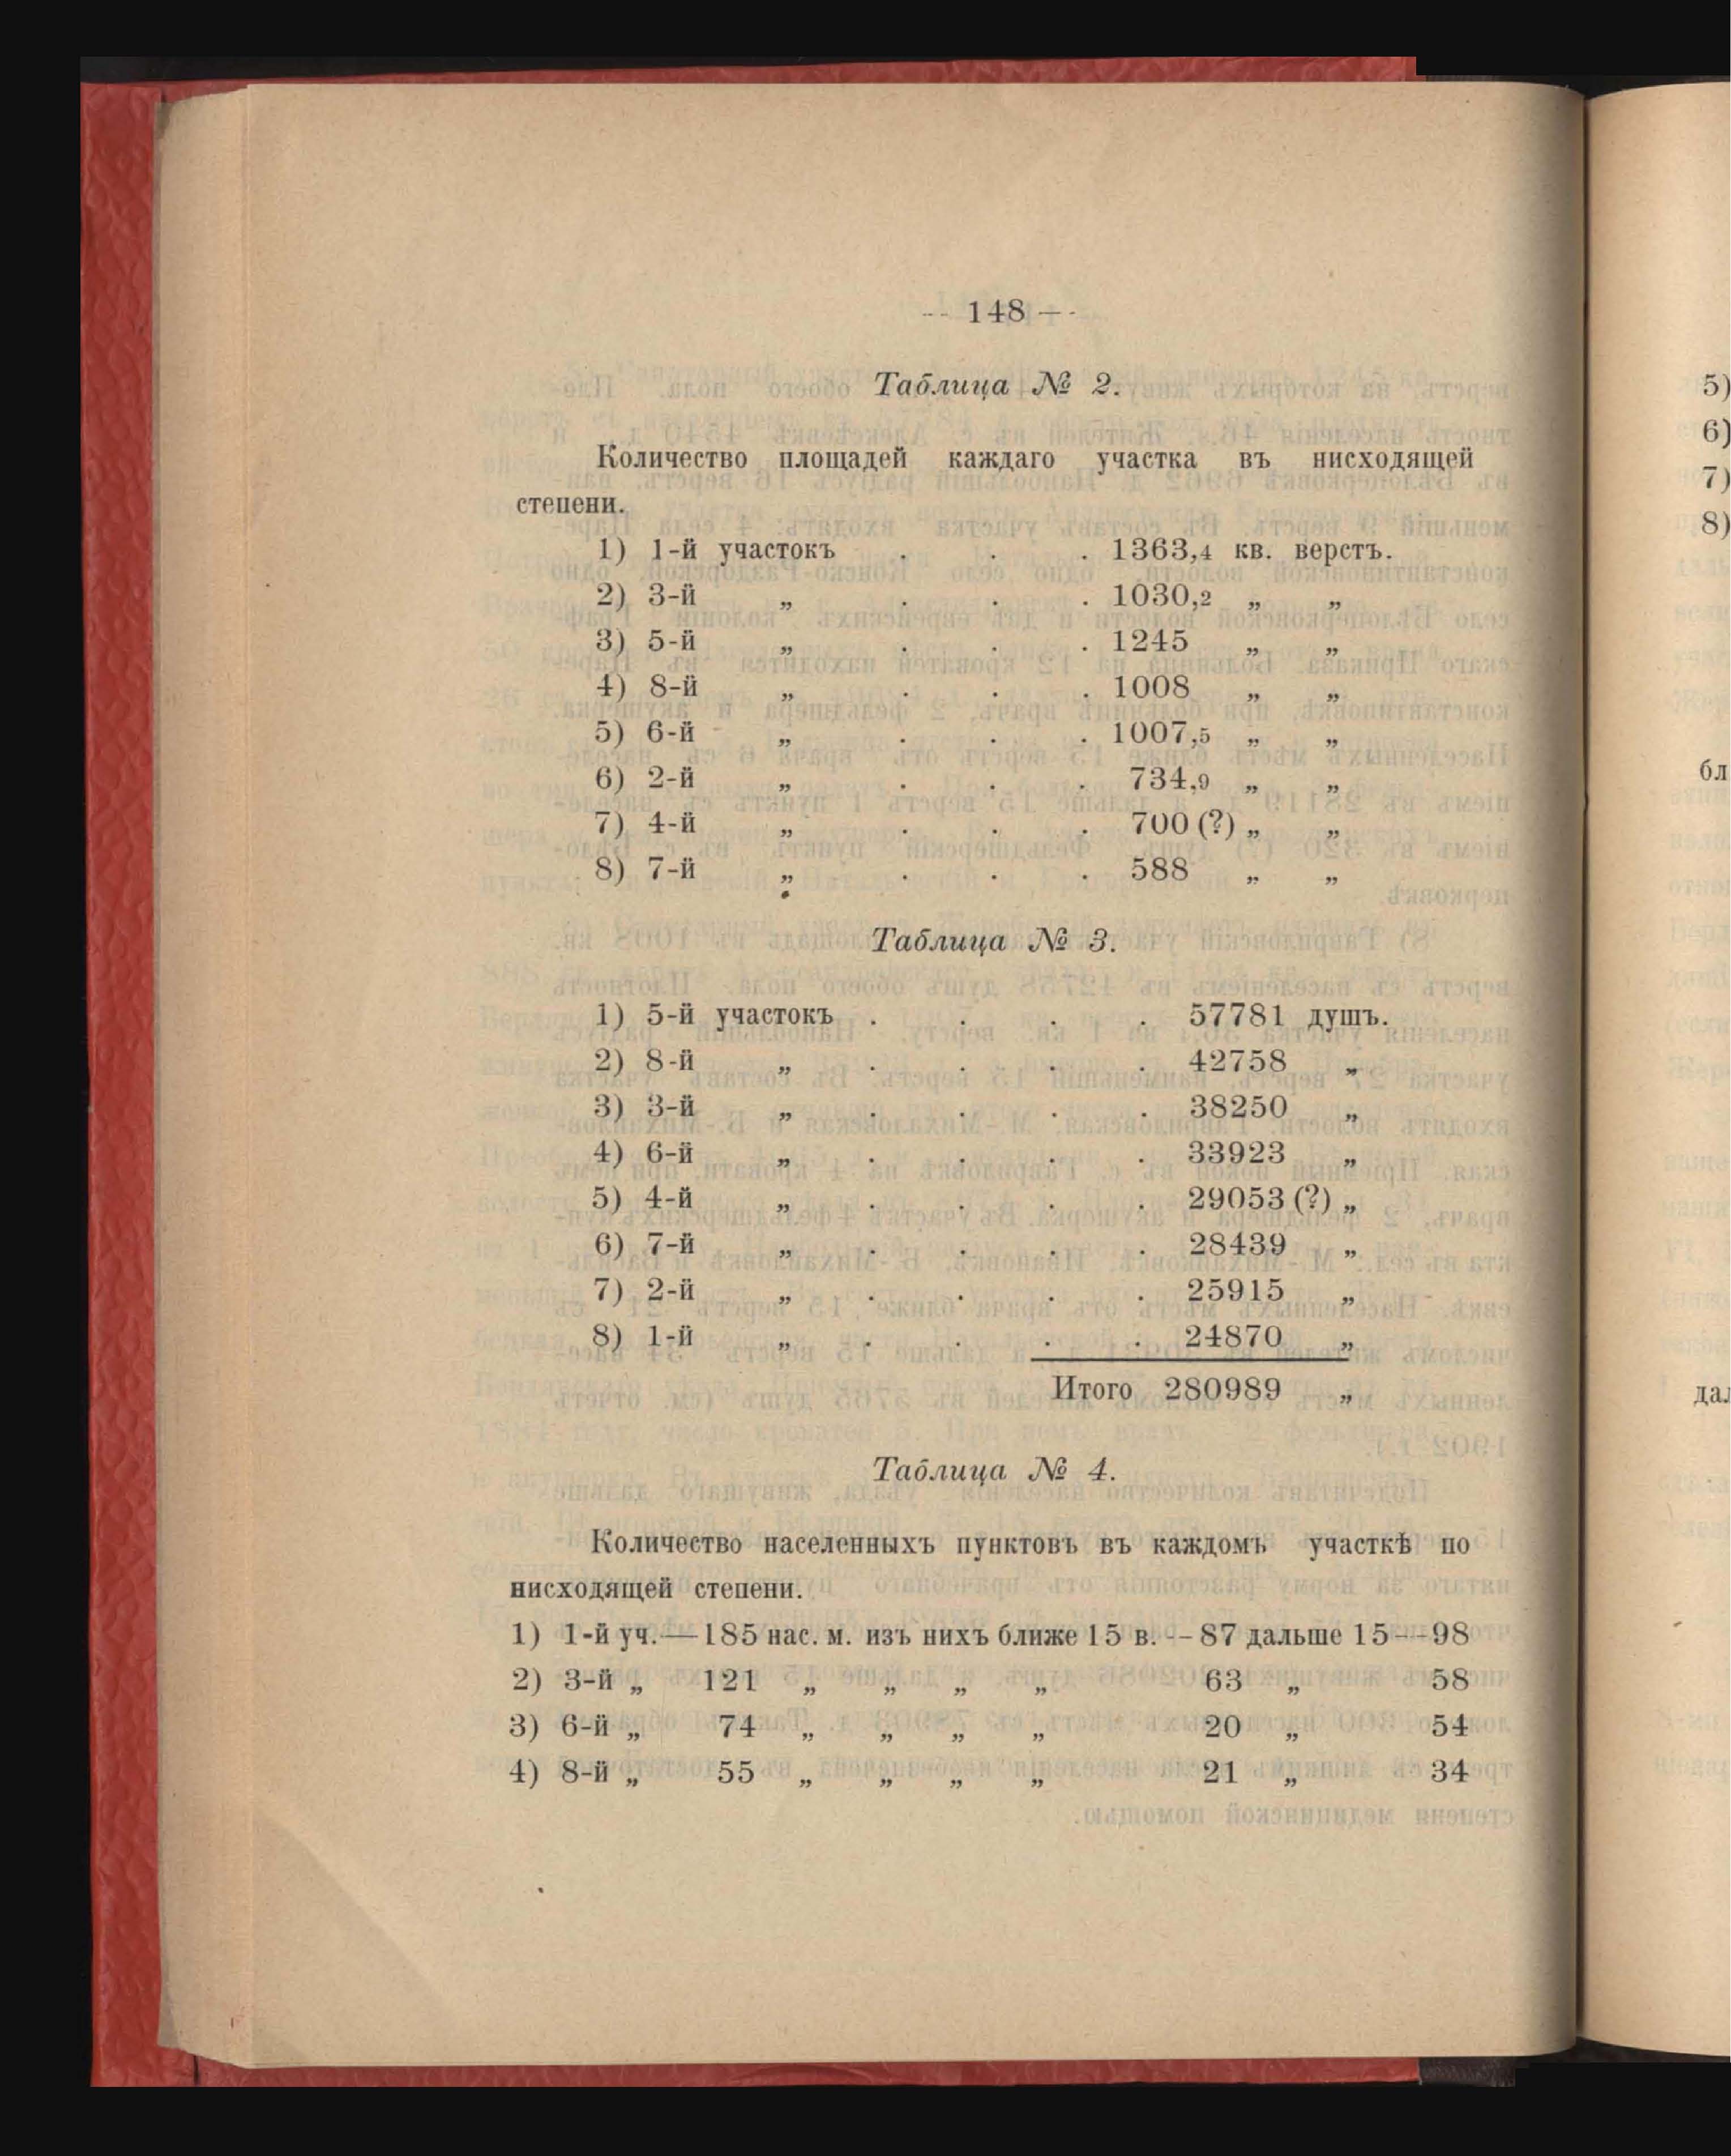 -- 148 --
Таблица № 2.
Количество площадей каждаго участка въ нисходящей
степени.
1) 1-й участокъ . . . 1363,4 кв. верстъ.
2) 3-й „ . . . 1030,2 „ „
3) 5-й „ . . . 1245 „ „
4) 8-й „ . . . 1008 „ „
5) 6-й „ . . . 1007,5 „ „
6) 2-й „ . . . 734,9 „ „
7) 4-й „ . . . 700 (?) „ „
8) 7-й „ . . . 588 „ „
Таблица № 3.
1) 5-й участокъ . . . . 57781 душъ.
2) 8-й „ . . . . 42758 „
3) 3-й „ . . . . 38250 „
4) 6-й „ . . . . 33923 „
5) 4-й „ . . . . 29053 (?) „
6) 7-й „ . . . . 28439 „
7) 2-й „ . . . . 25915 „
8) 1-й „ . . . . 24870 „
Итого 280989 „
Таблица № 4.
Количество населенныхъ пунктовъ въ каждомъ участкѣ по
нисходящей степени.
1) 1-й уч.—185 нас. м. изъ нихъ ближе 15 в.--87 дальше 15--98
2) 3-й „ 121 „ „ „ „ 63 „ 58
3) 6-й „ 74 „ „ „ „ 20 „ 54
4) 8-й „ 55 „ „ „ „ 21 „ 34
5)
6)
7)
8)
бл